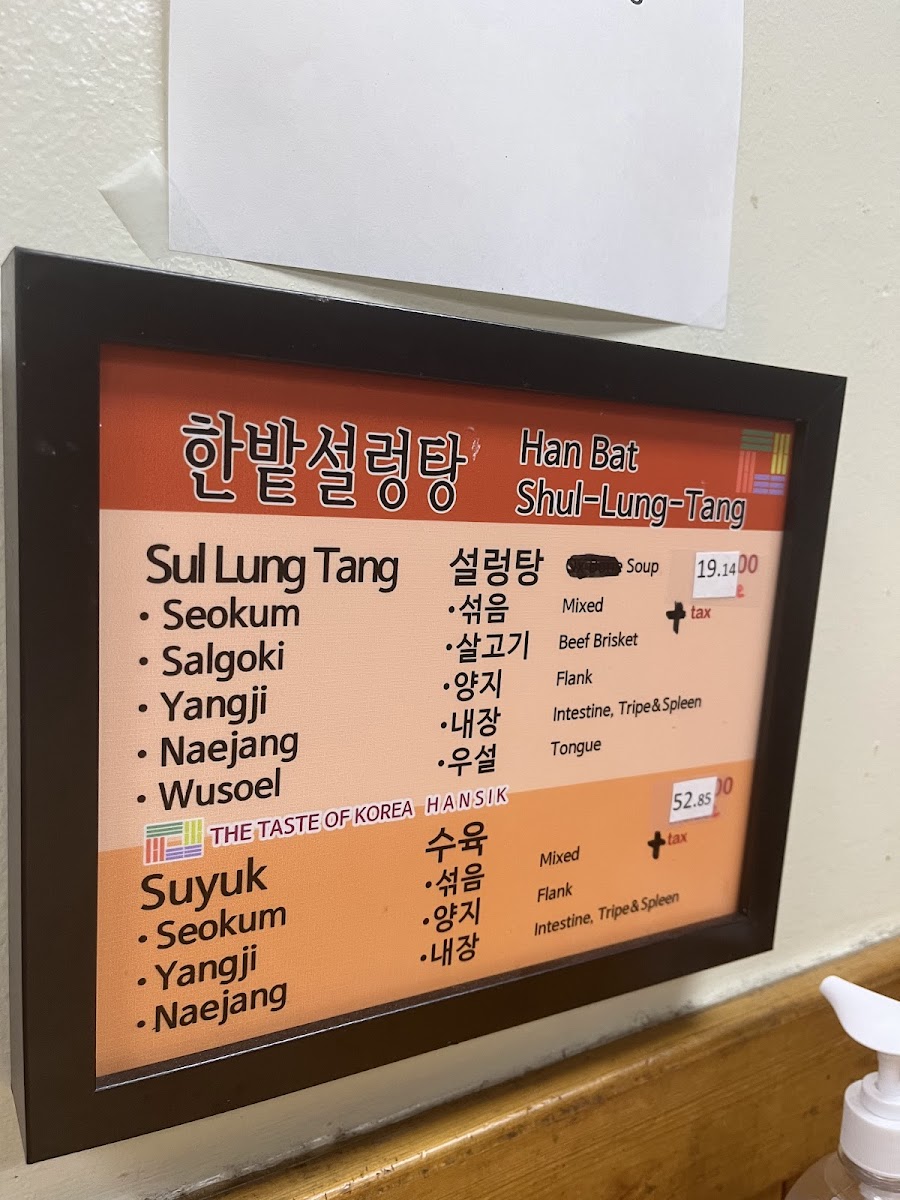 한밭설렁탕 Han Bat
Shul-Lung-Tang
Sul Lung Tang 설렁탕 Soup 19.14 00
• Seokum • 섞음 Mixed + tax
• Salgoki • 살고기 Beef Brisket
• Yangji • 양지 Flank
• Naejang • 내장 Intestine, Tripe&Spleen
• Wusoel • 우설 Tongue
THE TASTE OF KOREA HANSIK
Suyuk 수육 52.85 00
• Seokum • 섞음 Mixed + tax
• Yangji • 양지 Flank
• Naejang • 내장 Intestine, Tripe&Spleen